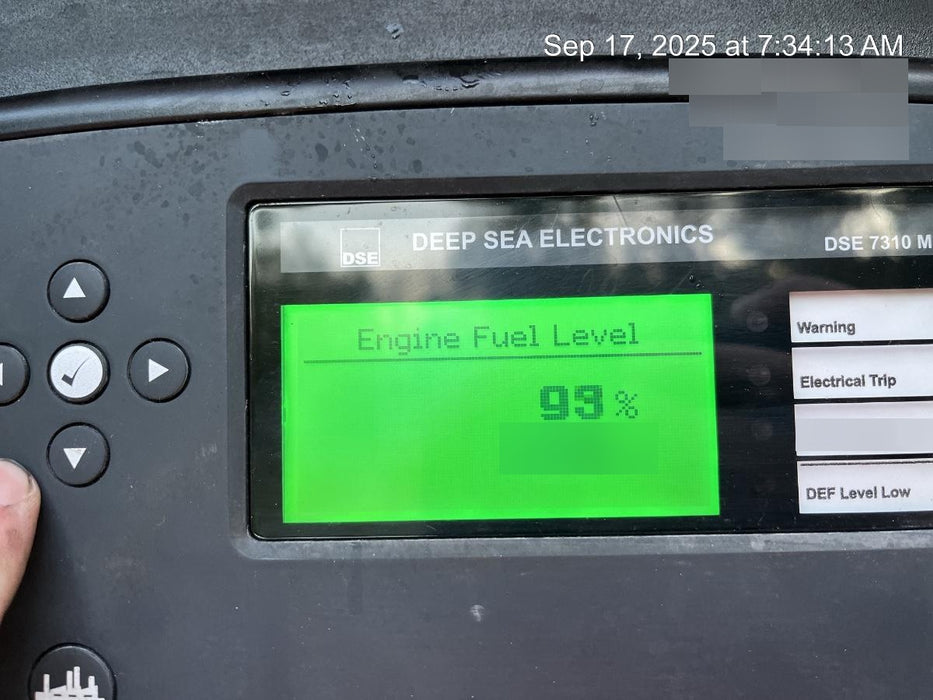 Sep 17, 2025 at 7:34:13 AM
DSE
DEEP SEA ELECTRONICS
DSE 7310 M
Engine Fuel Level
93 %
Warning
Electrical Trip
DEF Level Low